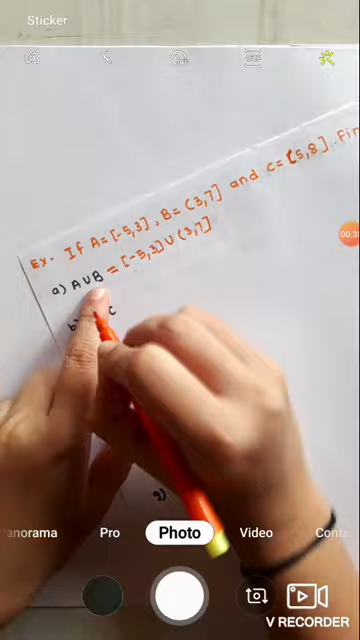 Sticker
Ex- If A=[-5,3], B=(3,7] and C=(5,8]. Fin
a) A∪B = [-5,3]∪(3,7]
b) C
g)
Pro
Photo
Video
V RECORDER